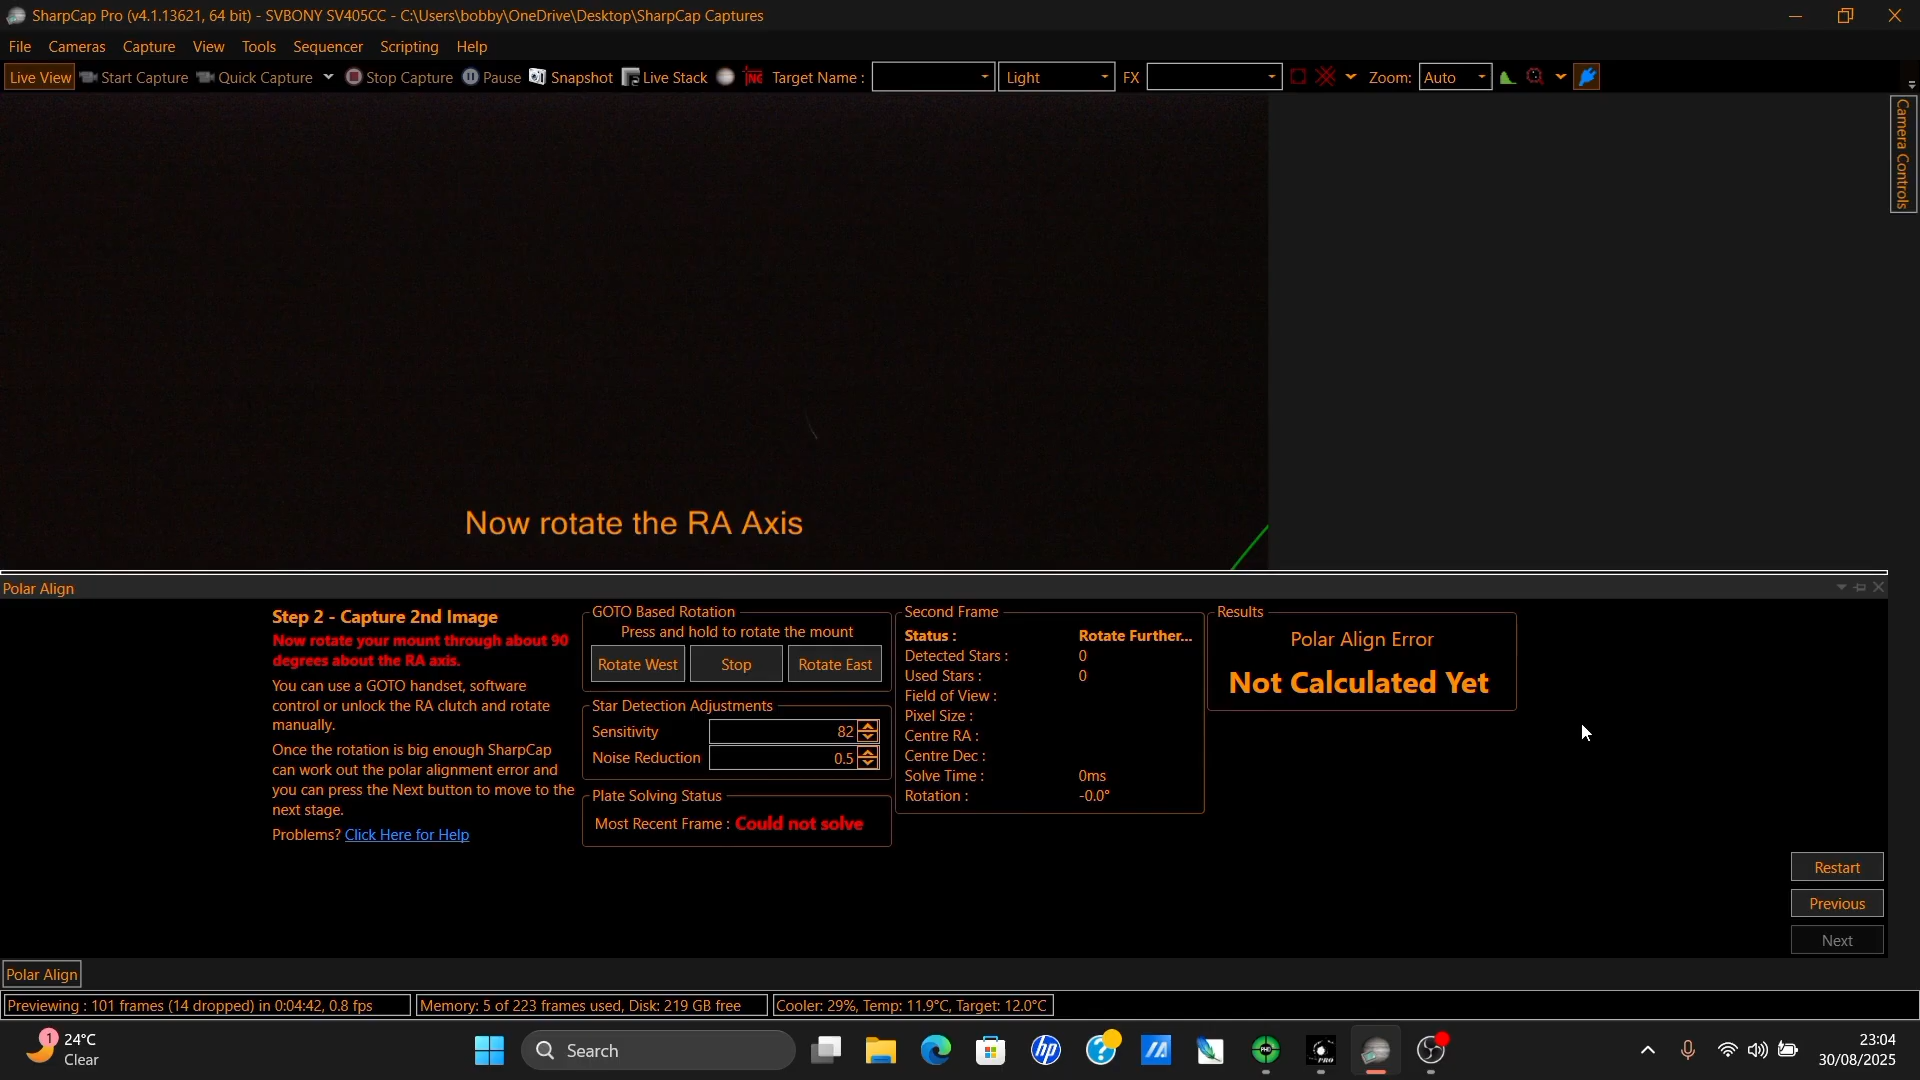 SharpCap Pro (v4.1.13621, 64 bit) - SVBONY SV405CC - C:\Users\bobby\OneDrive\Desktop\SharpCap Captures
File Cameras Capture View Tools Sequencer Scripting Help
Live View Start Capture Quick Capture Stop Capture Pause Snapshot Live Stack Target Name : Light FX Zoom: Auto
Camera Controls
Now rotate the RA Axis
Polar Align
Step 2 - Capture 2nd Image
Now rotate your mount through about 90
degrees about the RA axis.
You can use a GOTO handset, software
control or unlock the RA clutch and rotate
manually.
Once the rotation is big enough SharpCap
can work out the polar alignment error and
you can press the Next button to move to the
next stage.
Problems? Click Here for Help
GOTO Based Rotation
Press and hold to rotate the mount
Rotate West Stop Rotate East
Star Detection Adjustments
Sensitivity 82
Noise Reduction 0.5
Plate Solving Status
Most Recent Frame : Could not solve
Second Frame
Status : Rotate Further...
Detected Stars : 0
Used Stars : 0
Field of View :
Pixel Size :
Centre RA :
Centre Dec :
Solve Time : 0ms
Rotation : -0.0°
Results
Polar Align Error
Not Calculated Yet
Restart
Previous
Next
Polar Align
Previewing : 101 frames (14 dropped) in 0:04:42, 0.8 fps Memory: 5 of 223 frames used, Disk: 219 GB free Cooler: 29%, Temp: 11.9°C, Target: 12.0°C
1 24°C
Clear
Search
hp
PHD
PRO
23:04
30/08/2025